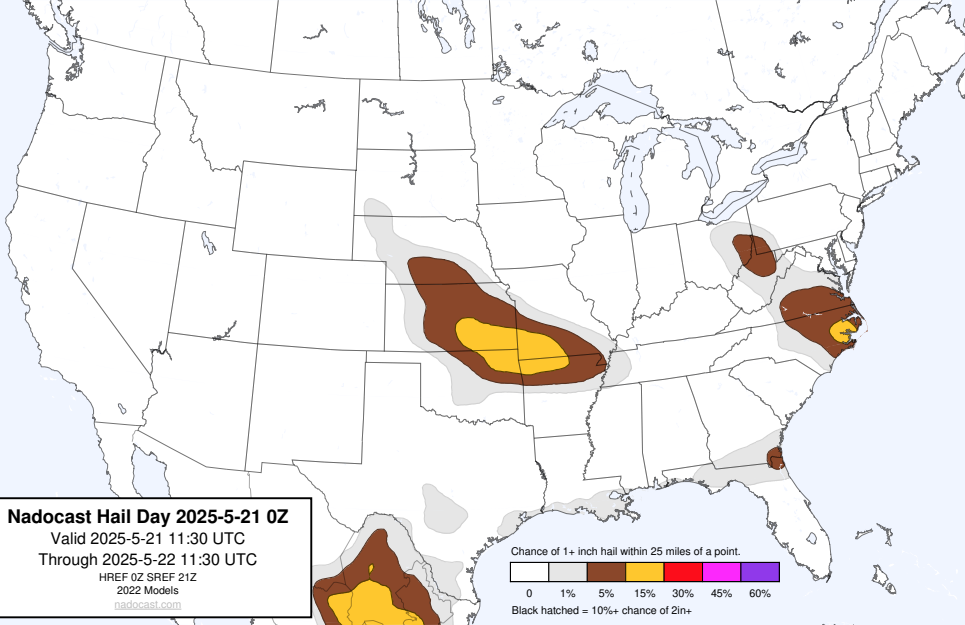 Nadocast Hail Day 2025-5-21 0Z
Valid 2025-5-21 11:30 UTC
Through 2025-5-22 11:30 UTC
HREF 0Z SREF 21Z
2022 Models
nadocast.com
Chance of 1+ inch hail within 25 miles of a point.
0 1% 5% 15% 30% 45% 60%
Black hatched = 10%+ chance of 2in+